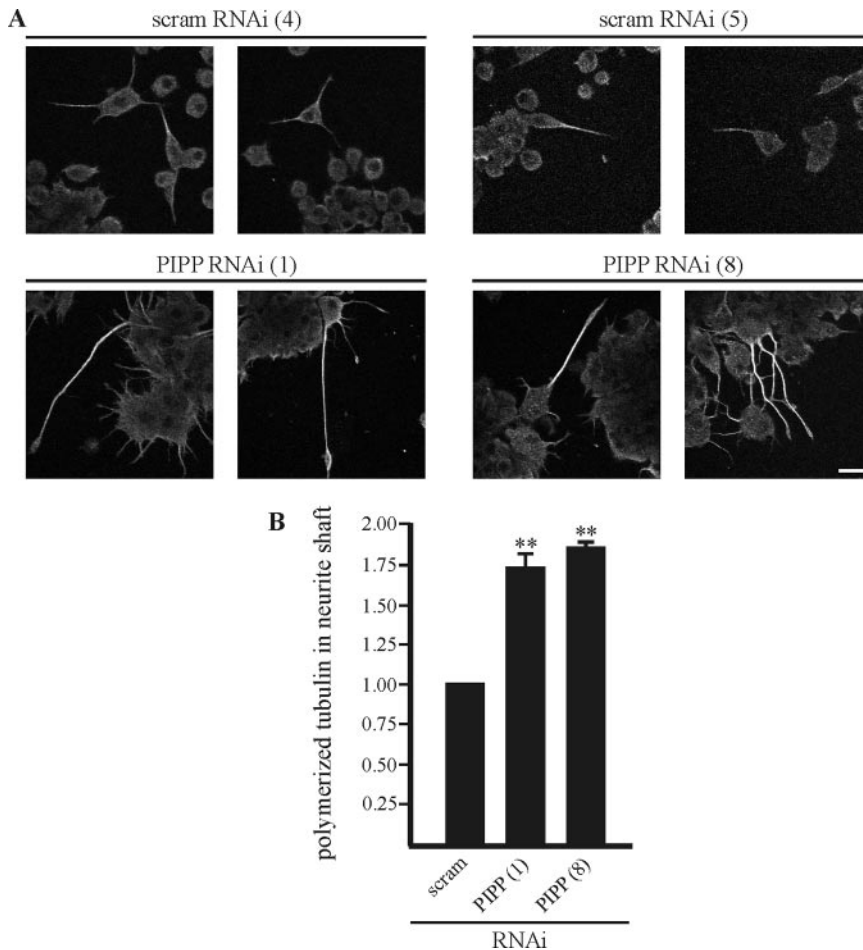 A
scram RNAi (4)
scram RNAi (5)
PIPP RNAi (1)
PIPP RNAi (8)
B
polymerized tubulin in neurite shaft
2.00
1.75
1.50
1.25
1.00
0.75
0.50
0.25
**
**
scram
PIPP (1)
PIPP (8)
RNAi